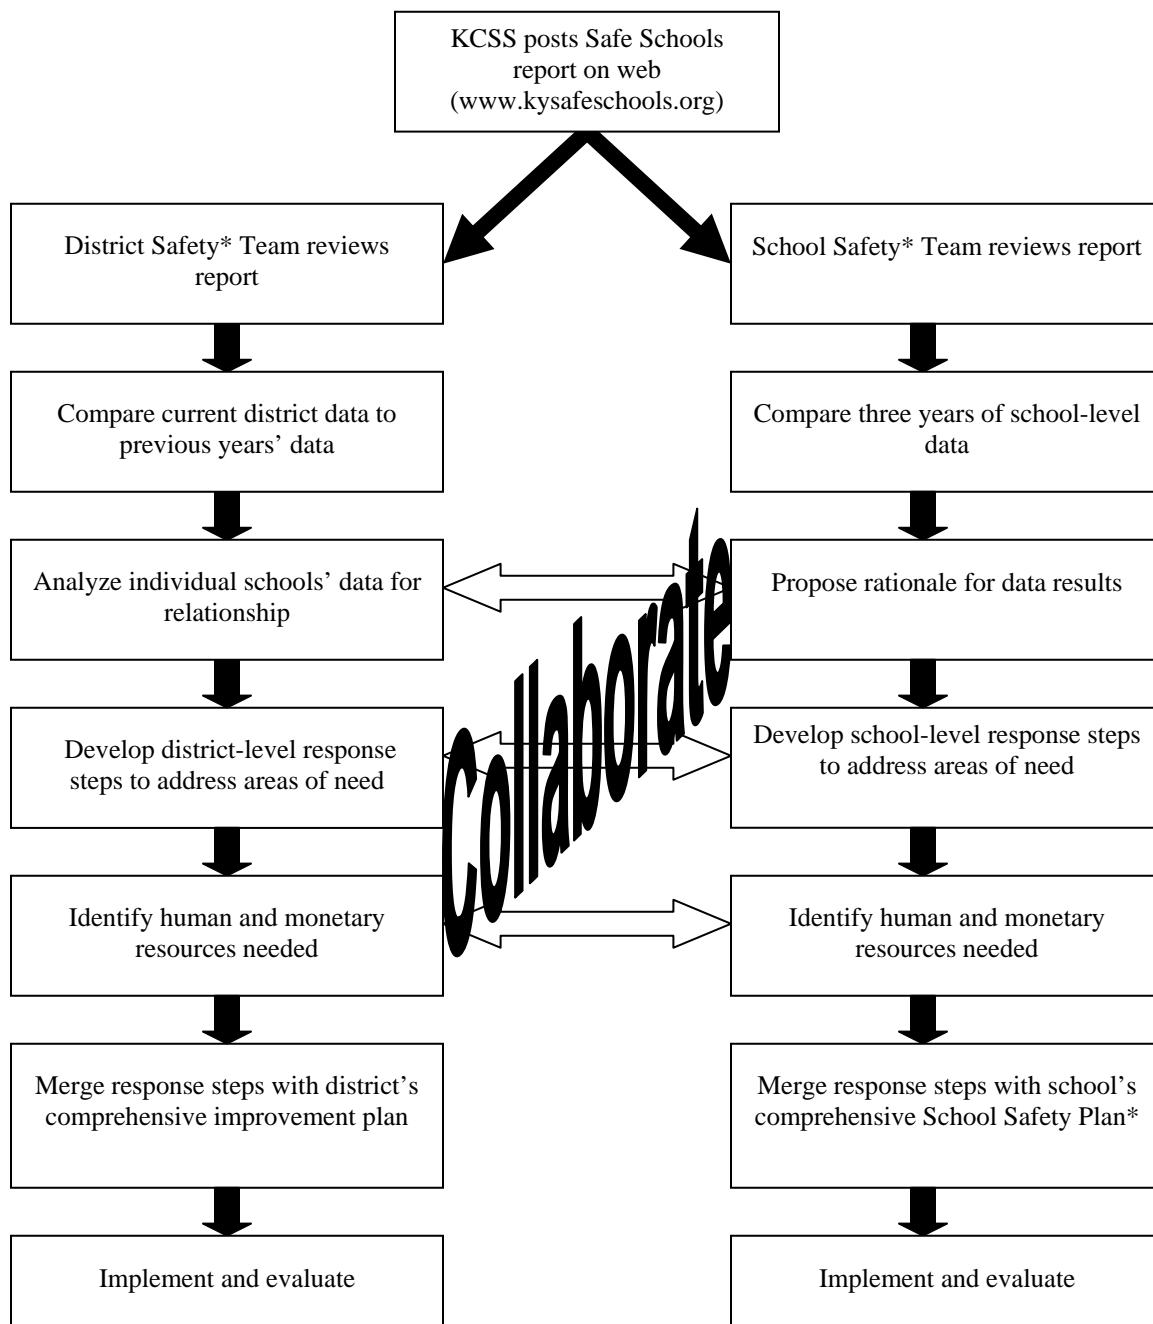 KCSS posts Safe Schools
report on web
(www.kysafeschools.org)
District Safety* Team reviews
report
School Safety* Team reviews report
Compare current district data to
previous years’ data
Compare three years of school-level
data
Analyze individual schools’ data for
relationship
Propose rationale for data results
Collaborate
Develop district-level response
steps to address areas of need
Develop school-level response steps
to address areas of need
Identify human and monetary
resources needed
Identify human and monetary
resources needed
Merge response steps with district’s
comprehensive improvement plan
Merge response steps with school’s
comprehensive School Safety Plan*
Implement and evaluate
Implement and evaluate